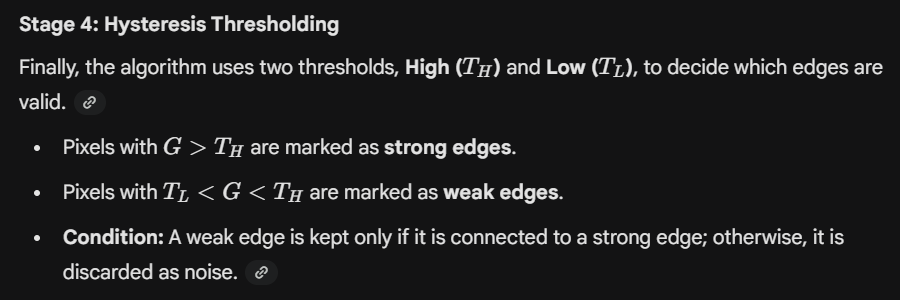 Stage 4: Hysteresis Thresholding
Finally, the algorithm uses two thresholds, High (T_H) and Low (T_L), to decide which edges are
valid.
• Pixels with G > T_H are marked as strong edges.
• Pixels with T_L < G < T_H are marked as weak edges.
• Condition: A weak edge is kept only if it is connected to a strong edge; otherwise, it is
discarded as noise.